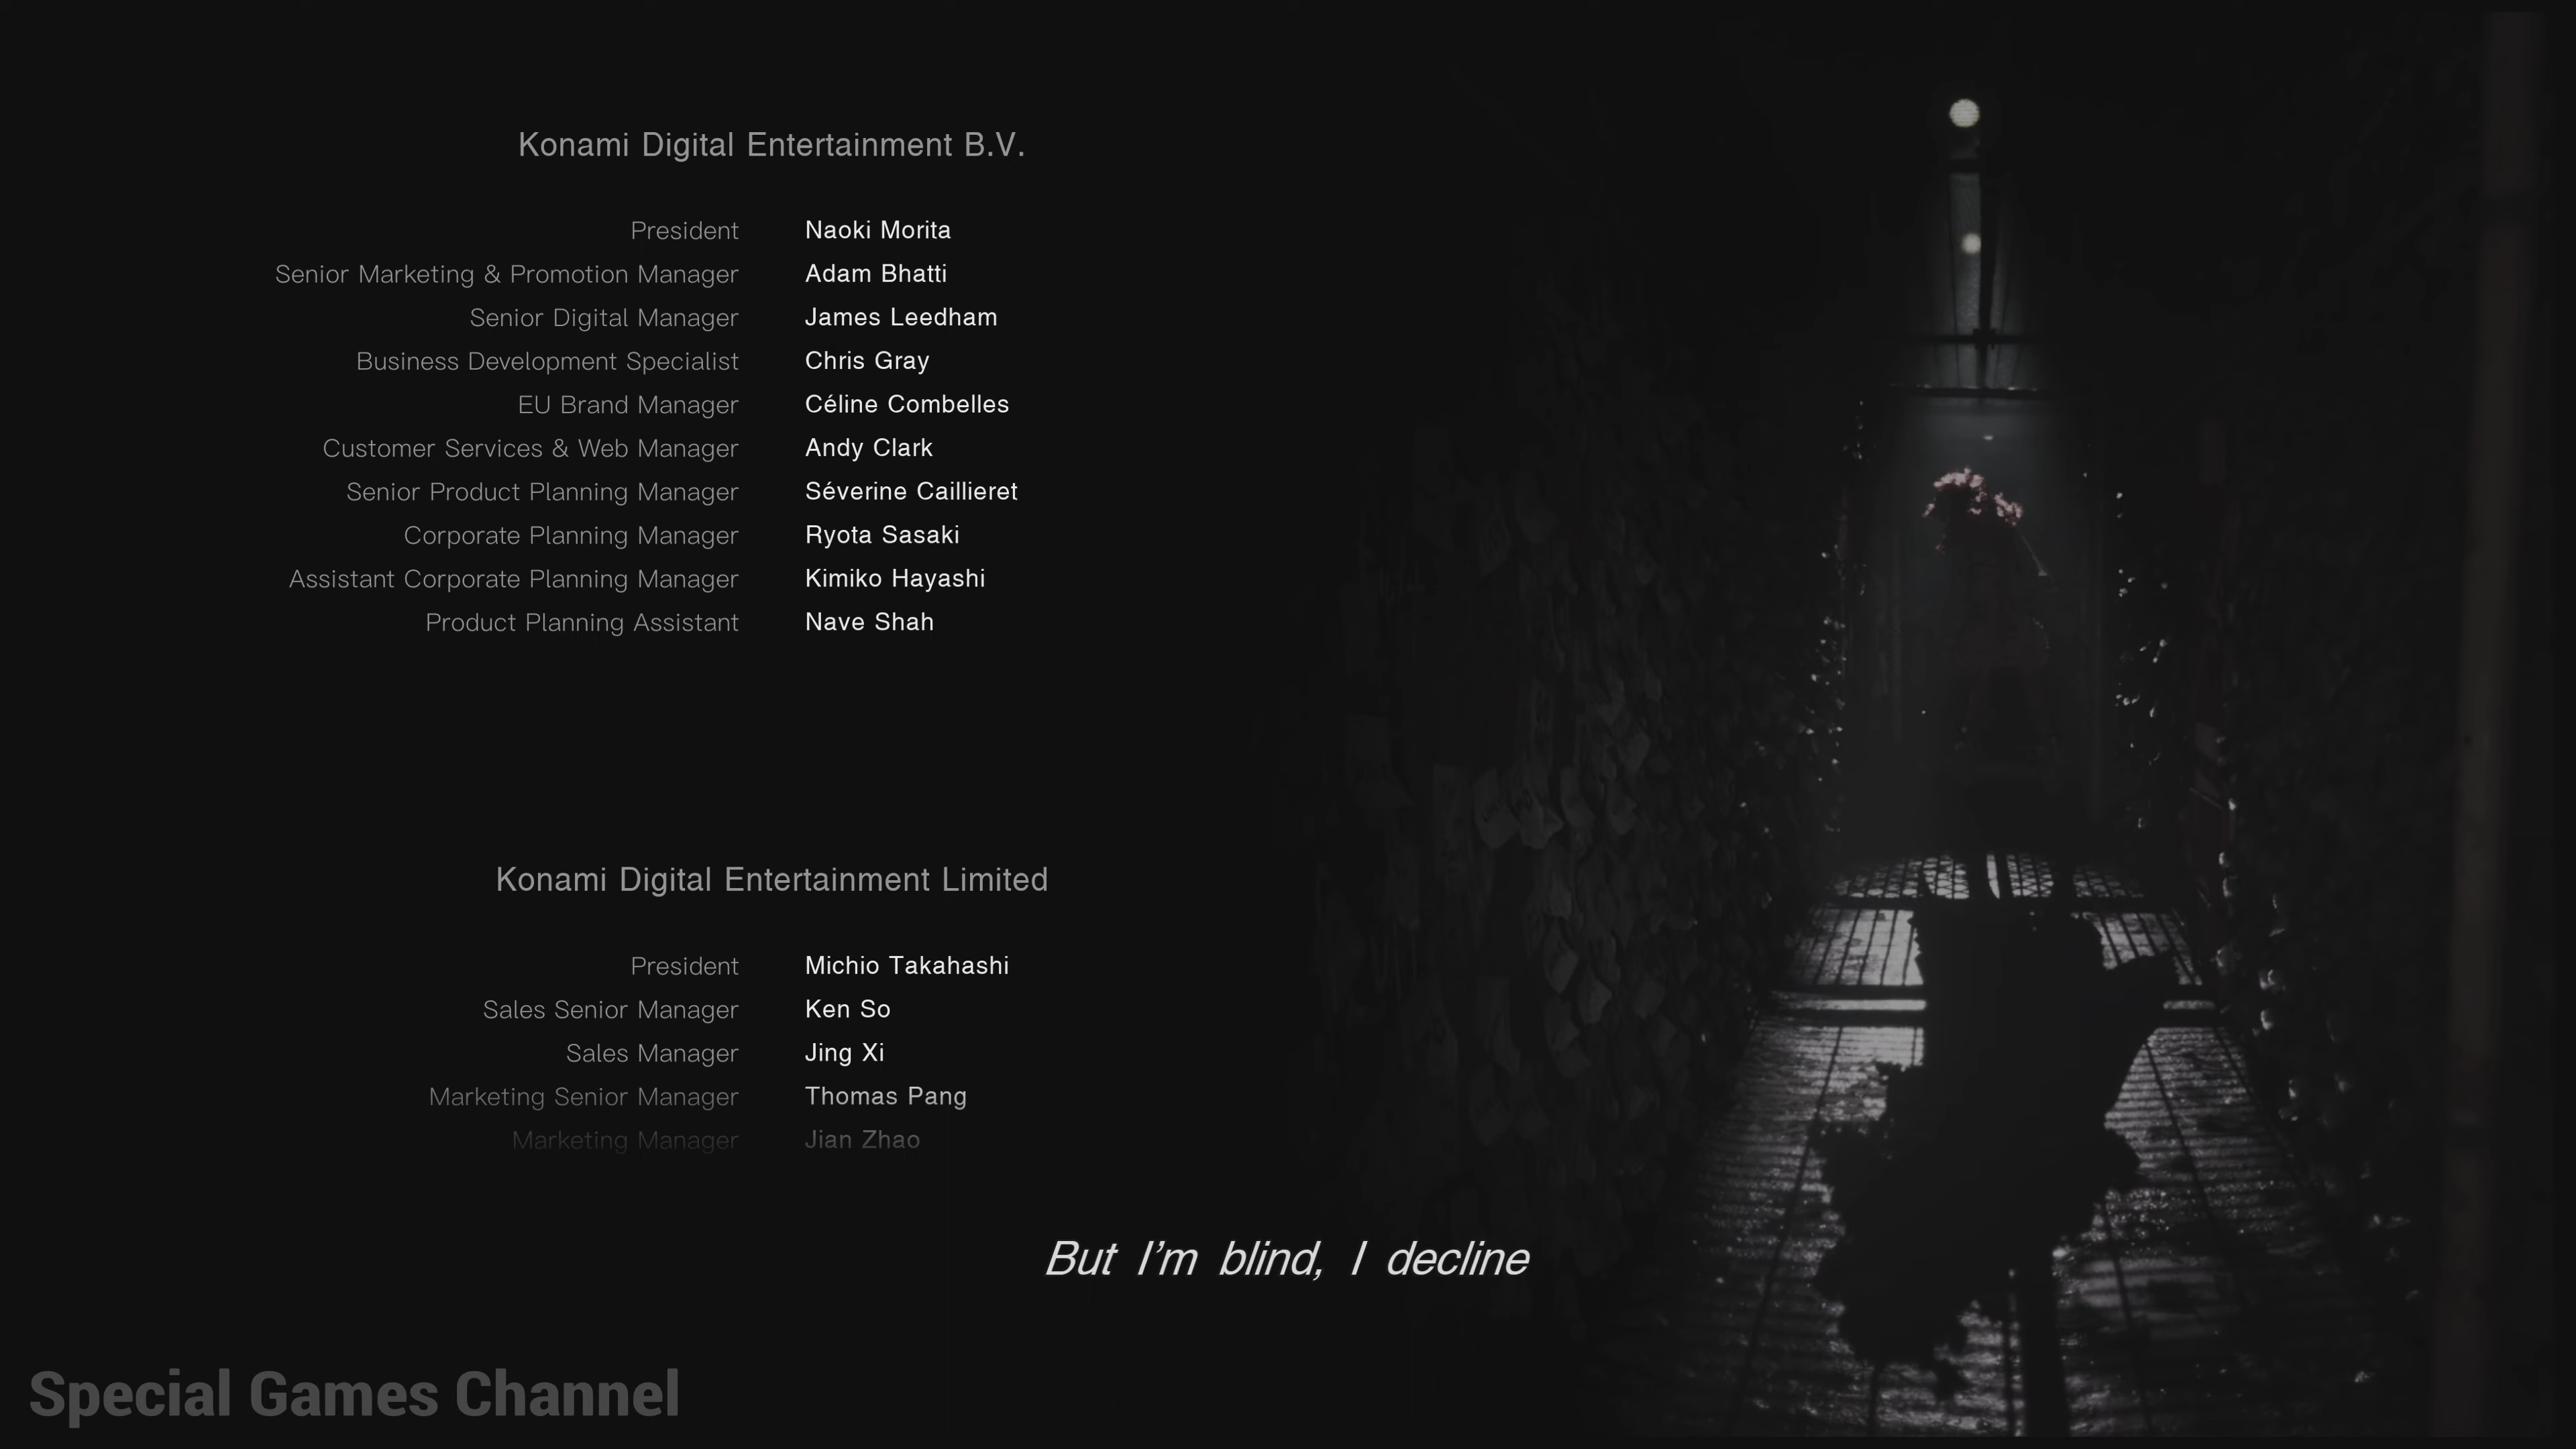 Konami Digital Entertainment B.V.
President Naoki Morita
Senior Marketing & Promotion Manager Adam Bhatti
Senior Digital Manager James Leedham
Business Development Specialist Chris Gray
EU Brand Manager Céline Combelles
Customer Services & Web Manager Andy Clark
Senior Product Planning Manager Séverine Caillieret
Corporate Planning Manager Ryota Sasaki
Assistant Corporate Planning Manager Kimiko Hayashi
Product Planning Assistant Nave Shah
Konami Digital Entertainment Limited
President Michio Takahashi
Sales Senior Manager Ken So
Sales Manager Jing Xi
Marketing Senior Manager Thomas Pang
Marketing Manager Jian Zhao
But I'm blind, I decline
Special Games Channel